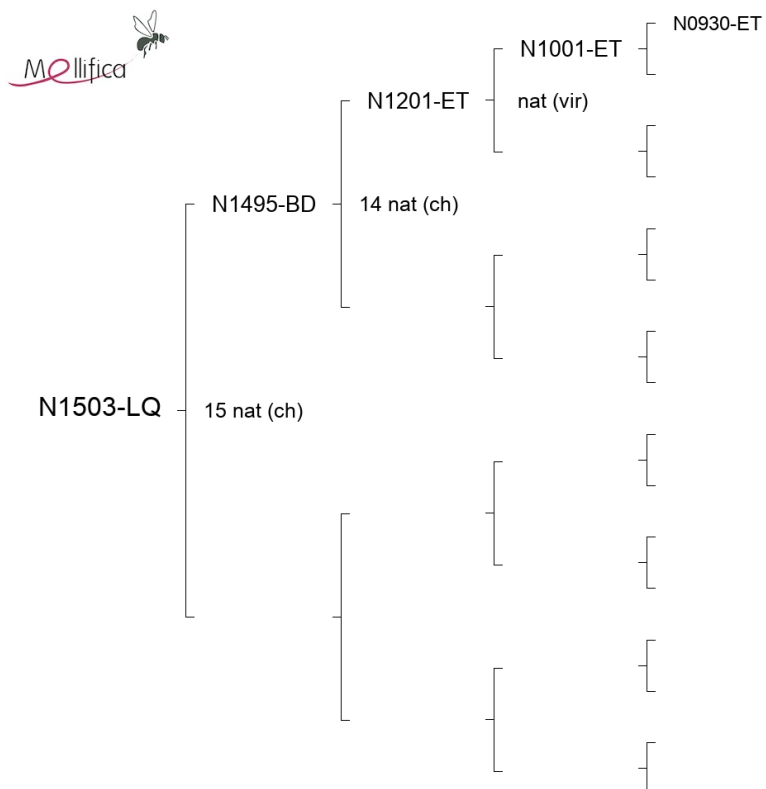 Mellifica
N0930-ET
N1001-ET
N1201-ET
nat (vir)
N1495-BD
14 nat (ch)
N1503-LQ
15 nat (ch)